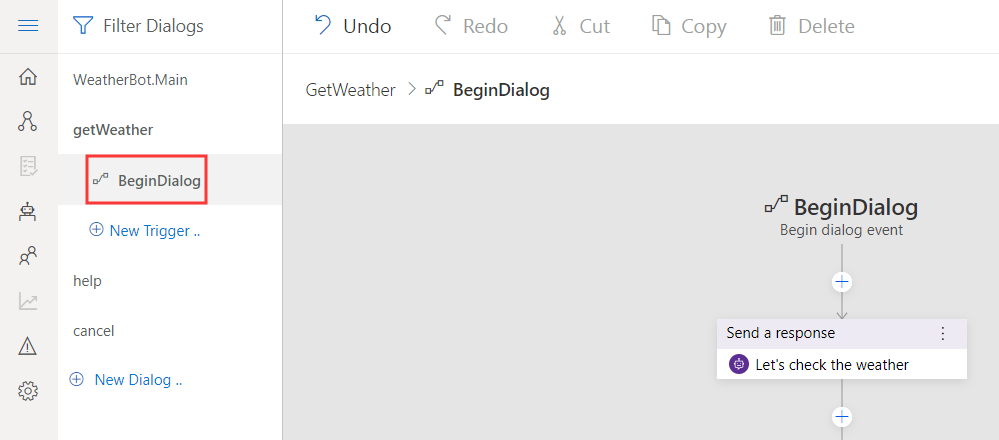 Filter Dialogs
Undo
Redo
Cut
Copy
Delete
WeatherBot.Main
GetWeather > BeginDialog
getWeather
BeginDialog
New Trigger ..
help
cancel
New Dialog ..
BeginDialog
Begin dialog event
Send a response
Let's check the weather